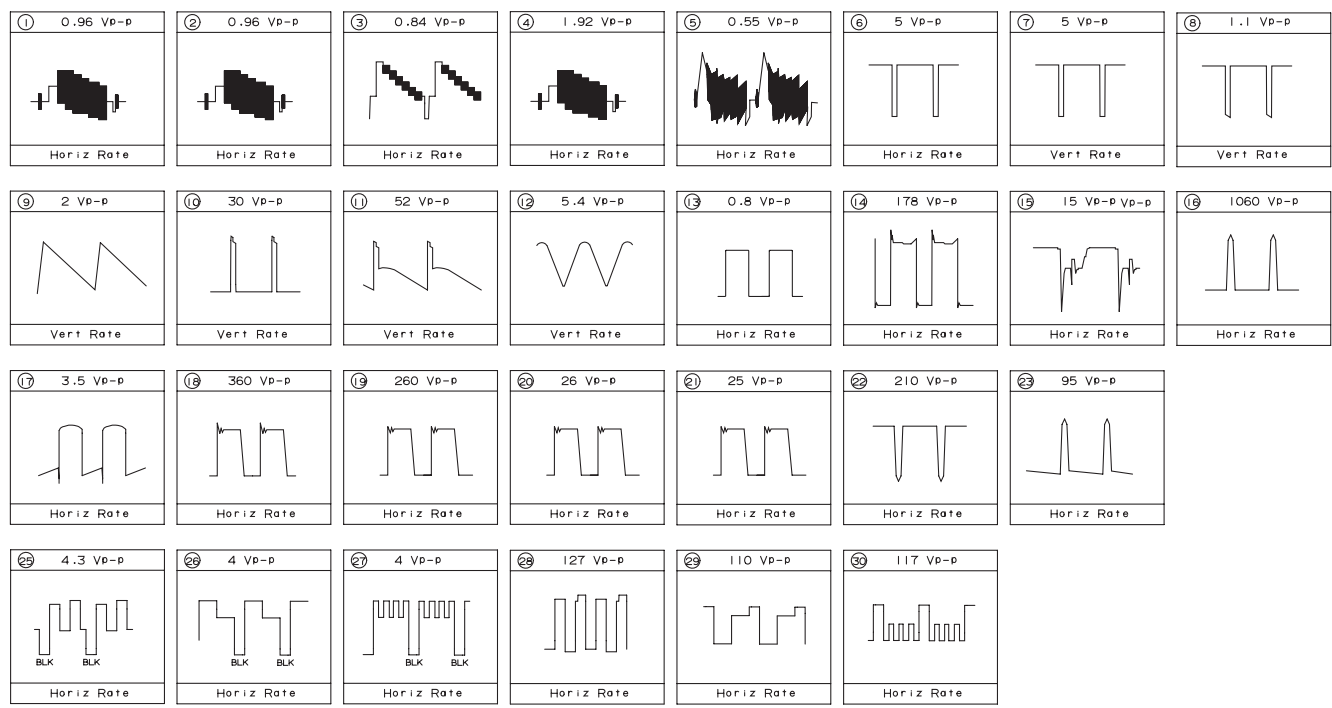 1 0.96 Vp-p
Horiz Rate
2 0.96 Vp-p
Horiz Rate
3 0.84 Vp-p
Horiz Rate
4 1.92 Vp-p
Horiz Rate
5 0.55 Vp-p
Horiz Rate
6 5 Vp-p
Horiz Rate
7 5 Vp-p
Vert Rate
8 1.1 Vp-p
Vert Rate
9 2 Vp-p
Vert Rate
10 30 Vp-p
Vert Rate
11 52 Vp-p
Vert Rate
12 5.4 Vp-p
Vert Rate
13 0.8 Vp-p
Horiz Rate
14 178 Vp-p
Horiz Rate
15 15 Vp-p Vp-p
Horiz Rate
16 1060 Vp-p
Horiz Rate
17 3.5 Vp-p
Horiz Rate
18 360 Vp-p
Horiz Rate
19 260 Vp-p
Horiz Rate
20 26 Vp-p
Horiz Rate
21 25 Vp-p
Horiz Rate
22 210 Vp-p
Horiz Rate
23 95 Vp-p
Horiz Rate
25 4.3 Vp-p
BLK BLK
Horiz Rate
26 4 Vp-p
BLK BLK
Horiz Rate
27 4 Vp-p
BLK BLK
Horiz Rate
28 127 Vp-p
Horiz Rate
29 110 Vp-p
Horiz Rate
30 117 Vp-p
Horiz Rate